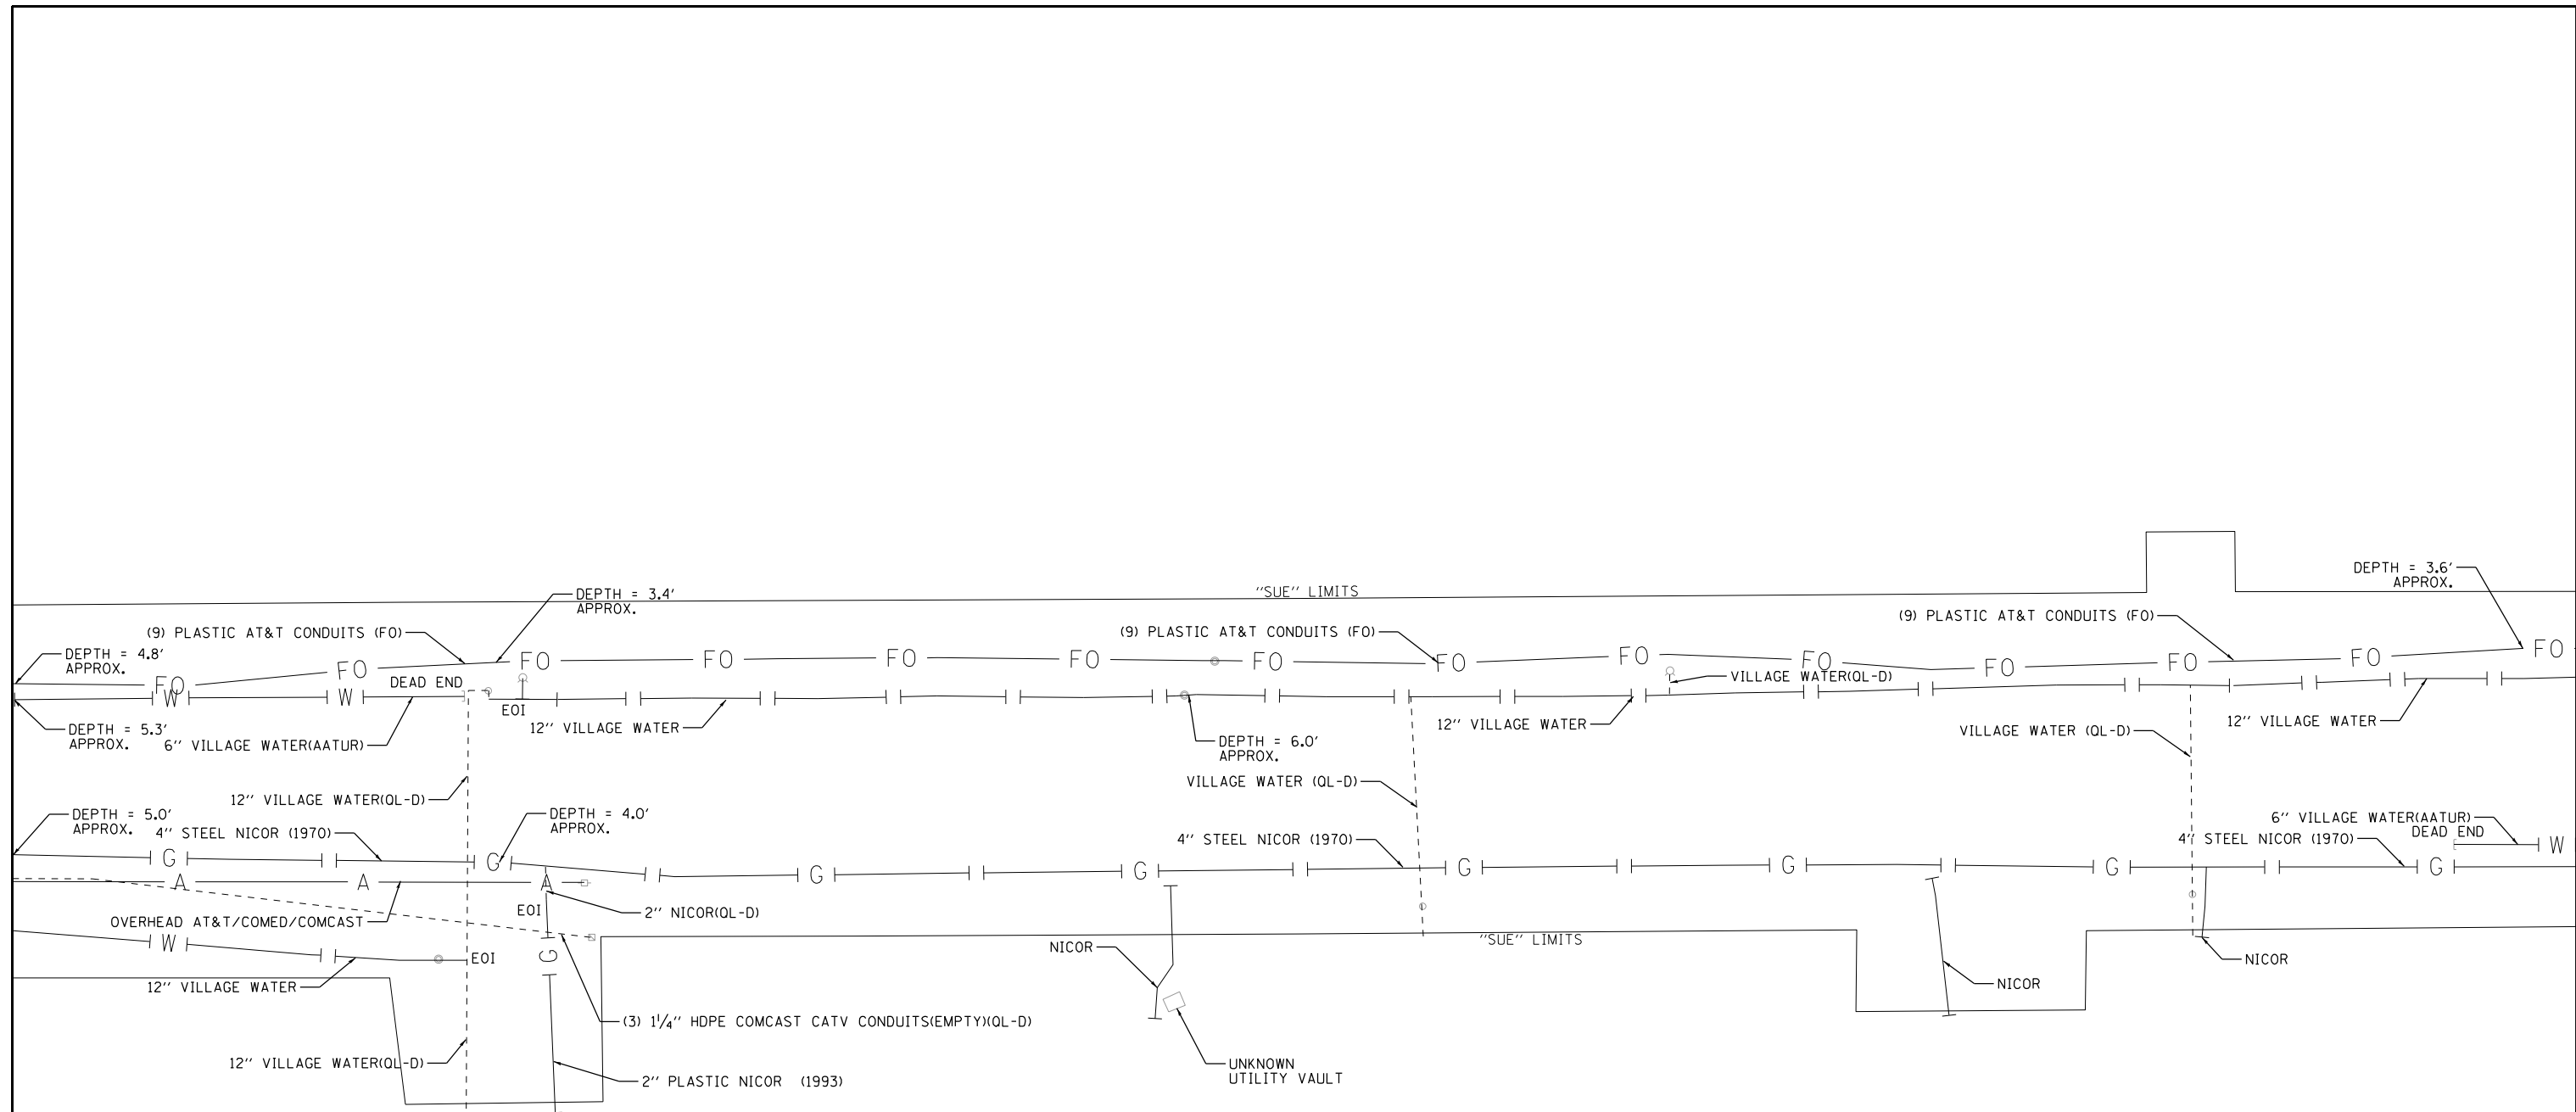 "SUE" LIMITS
DEPTH = 3.6'
APPROX.
DEPTH = 3.4'
APPROX.
(9) PLASTIC AT&T CONDUITS (FO)
(9) PLASTIC AT&T CONDUITS (FO)
(9) PLASTIC AT&T CONDUITS (FO)
DEPTH = 4.8'
APPROX.
FO FO FO FO FO FO FO FO FO FO FO FO FO FO
VILLAGE WATER(QL-D)
DEAD END
W W
EOI
DEPTH = 5.3'
APPROX.
6" VILLAGE WATER(AATUR)
12" VILLAGE WATER
12" VILLAGE WATER
12" VILLAGE WATER
DEPTH = 6.0'
APPROX.
VILLAGE WATER (QL-D)
VILLAGE WATER (QL-D)
12" VILLAGE WATER(QL-D)
DEPTH = 5.0'
APPROX.
4" STEEL NICOR (1970)
DEPTH = 4.0'
APPROX.
4" STEEL NICOR (1970)
6" VILLAGE WATER(AATUR)
DEAD END
4" STEEL NICOR (1970)
W
G G G G G G G G
A A A
EOI
2" NICOR(QL-D)
OVERHEAD AT&T/COMED/COMCAST
W
EOI
G
NICOR
"SUE" LIMITS
NICOR
NICOR
12" VILLAGE WATER
(3) 1 1/4" HDPE COMCAST CATV CONDUITS(EMPTY)(QL-D)
12" VILLAGE WATER(QL-D)
2" PLASTIC NICOR (1993)
UNKNOWN
UTILITY VAULT